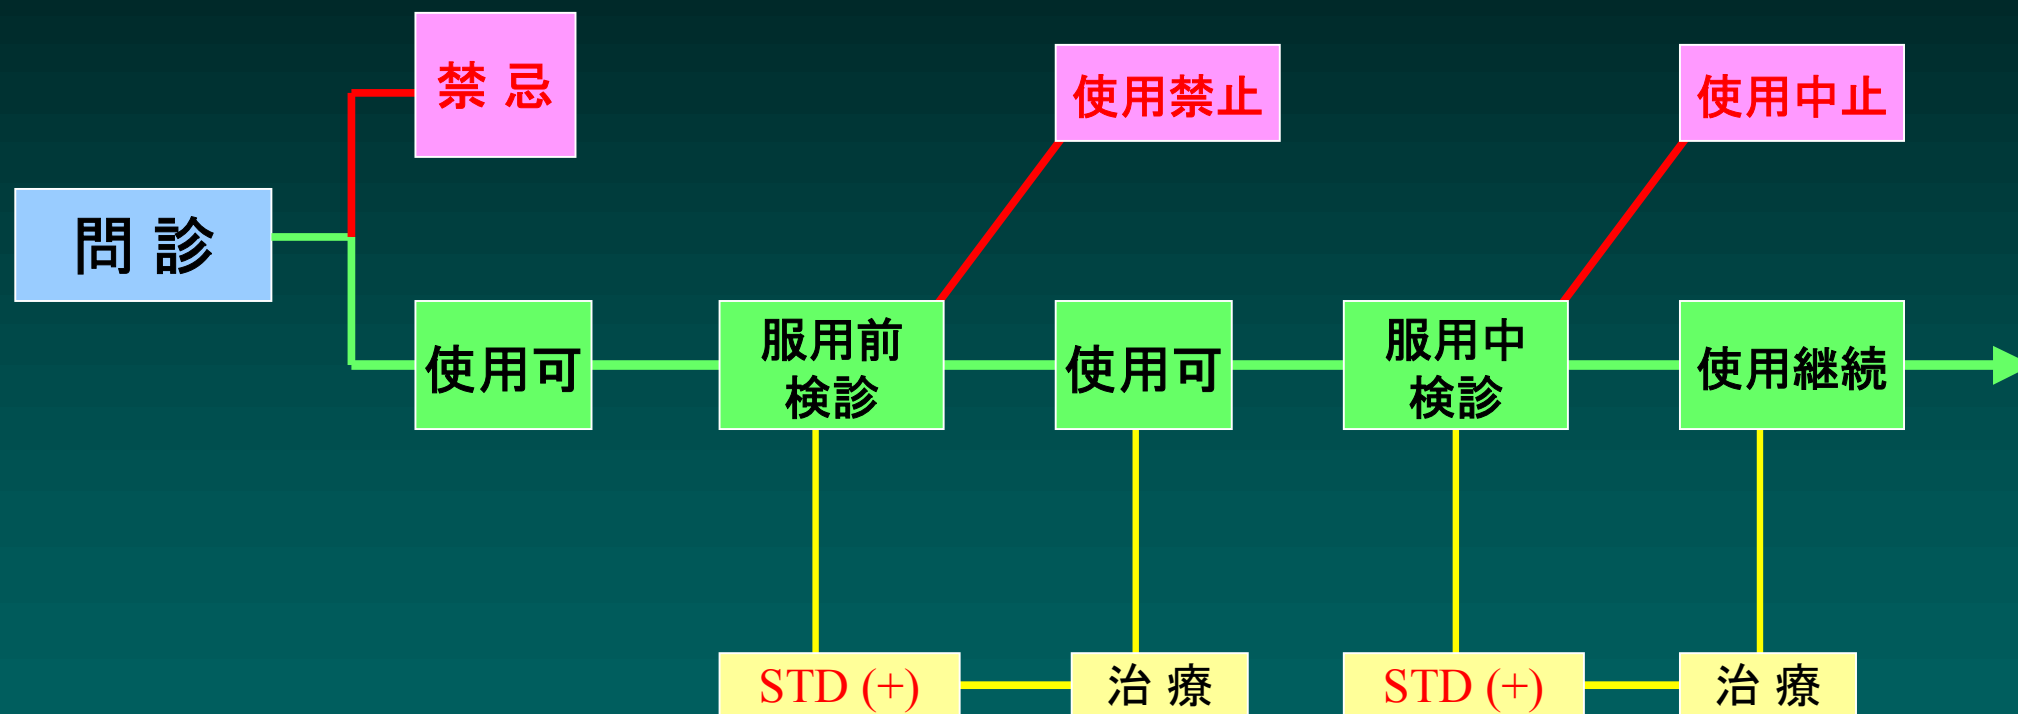 禁 忌
使用禁止
使用中止
問 診
使用可
服用前
検診
使用可
服用中
検診
使用継続
STD (+)
治 療
STD (+)
治 療